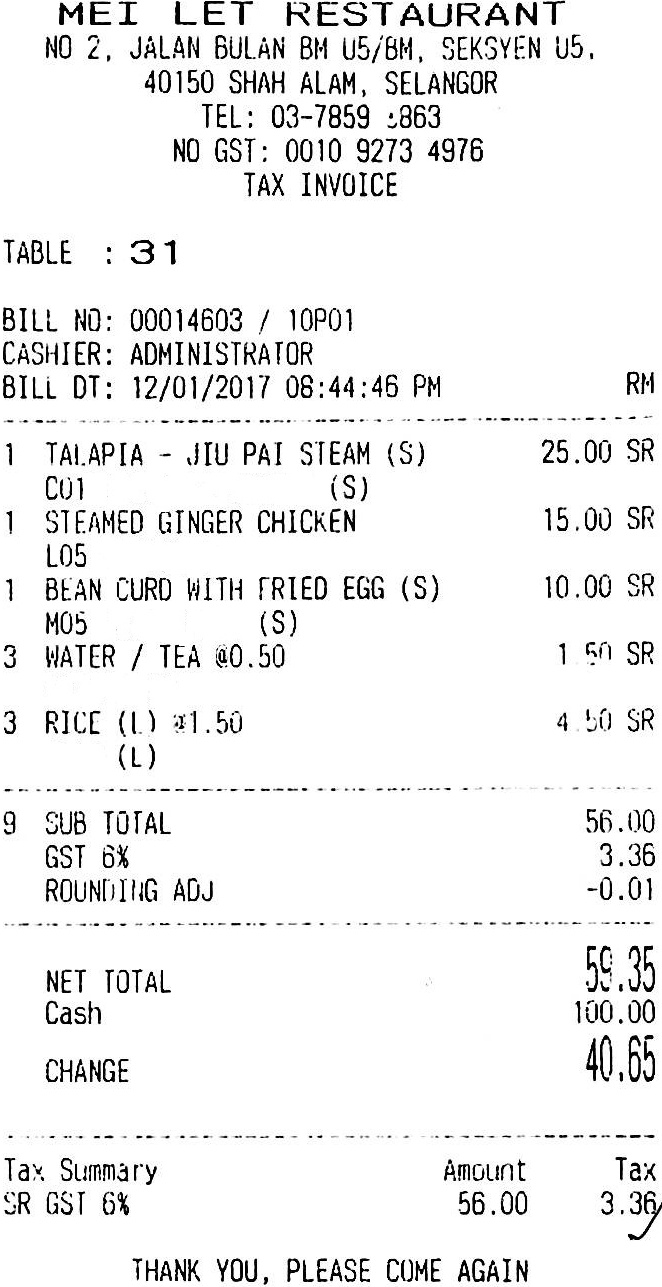 MEI LET RESTAURANT
NO 2, JALAN BULAN BM U5/BM, SEKSYEN U5,
40150 SHAH ALAM, SELANGOR
TEL: 03-7859
NO GST: 0010 9273 4976
TAX INVOICE
TABLE : 31
BILL NO: 00014603 / 10P01
CASHIER: ADMINISTRATOR
BILL DT: 12/01/2017 08:44:46 PM RM
1 TALAPIA - JIU PAI STEAM (S) 25.00 SR
C01 (S)
1 STEAMED GINGER CHICKEN 15.00 SR
L05
1 BEAN CURD WITH FRIED EGG (S) 10.00 SR
M05 (S)
3 WATER / TEA @0.50 1.50 SR
3 RICE (L) @1.50 4.50 SR
(L)
9 SUB TOTAL 56.00
GST 6% 3.36
ROUNDING ADJ -0.01
NET TOTAL 59.35
Cash 100.00
CHANGE 40.65
Tax Summary Amount Tax
SR GST 6% 56.00 3.36
THANK YOU, PLEASE COME AGAIN